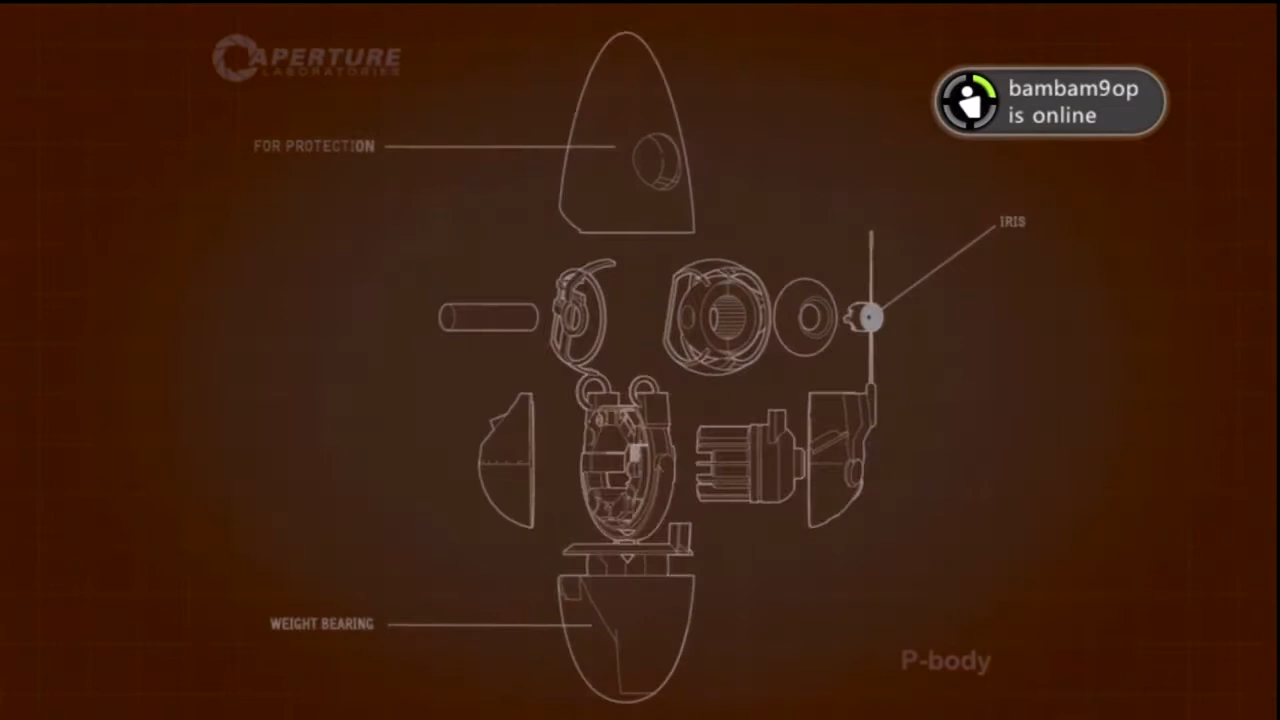 APERTURE
LABORATORIES
bambam9op
is online
FOR PROTECTION
IRIS
WEIGHT BEARING
P-body